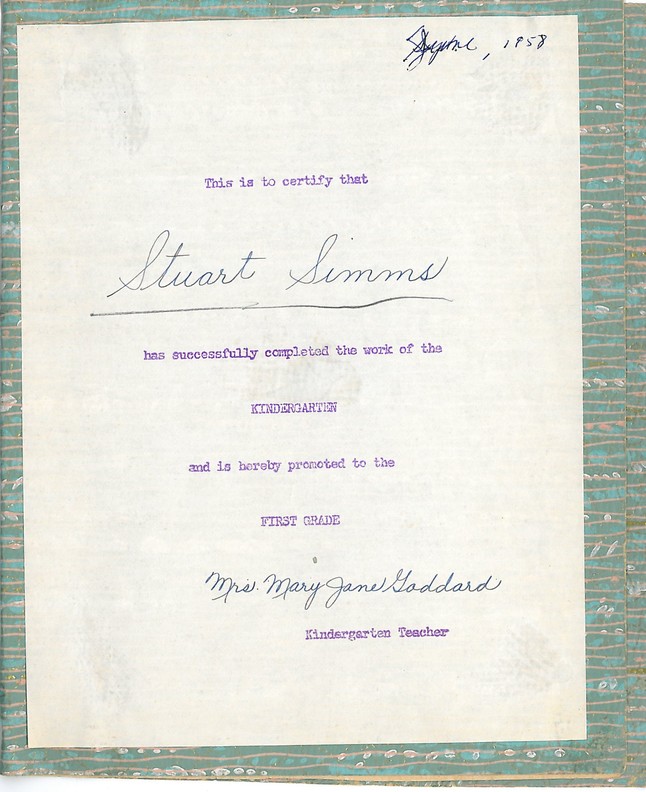 , 1958
This is to certify that
Stuart Simms
has successfully completed the work of the
KINDERGARTEN
and is hereby promoted to the
FIRST GRADE
Mrs. Mary Jane Goddard
Kindergarten Teacher